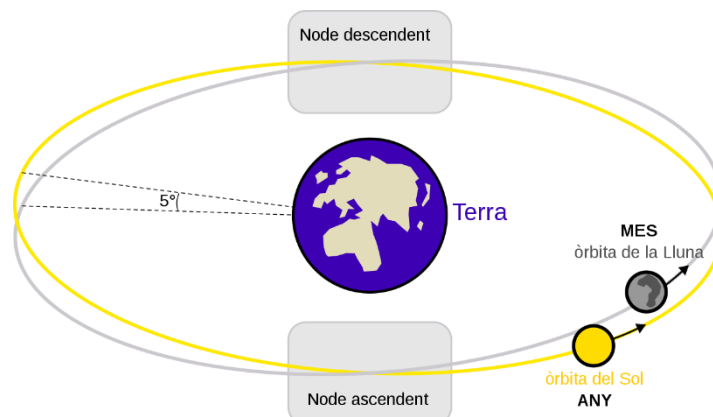 Node descendent
5°
Terra
MES
òrbita de la Lluna
òrbita del Sol
ANY
Node ascendent